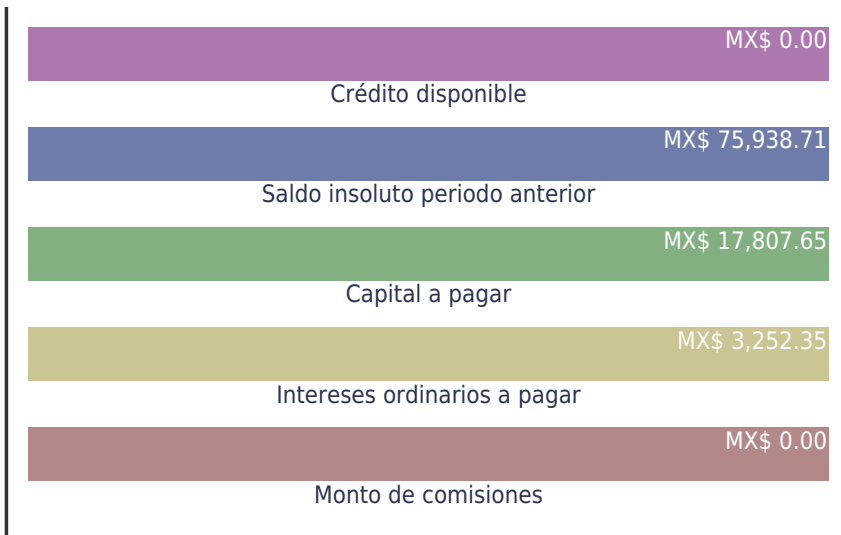 MX$ 0.00
Crédito disponible
MX$ 75,938.71
Saldo insoluto periodo anterior
MX$ 17,807.65
Capital a pagar
MX$ 3,252.35
Intereses ordinarios a pagar
MX$ 0.00
Monto de comisiones